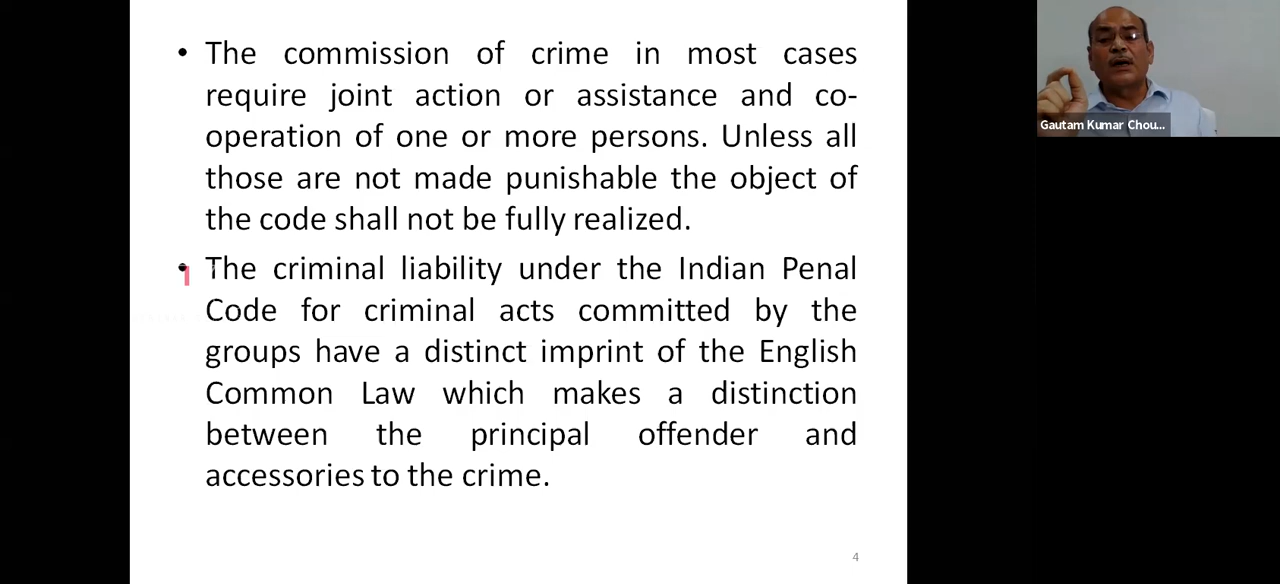 • The commission of crime in most cases
require joint action or assistance and co-
operation of one or more persons. Unless all
those are not made punishable the object of
the code shall not be fully realized.
• The criminal liability under the Indian Penal
Code for criminal acts committed by the
groups have a distinct imprint of the English
Common Law which makes a distinction
between the principal offender and
accessories to the crime.
4
Gautam Kumar Chou...